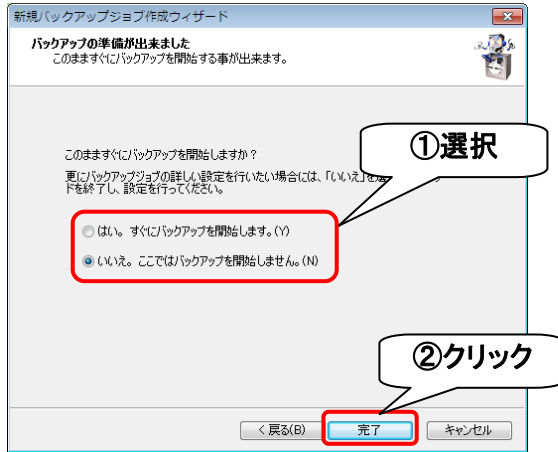 新規バックアップジョブ作成ウィザード
バックアップの準備が出来ました
このまますぐにバックアップを開始する事が出来ます。
①選択
このまますぐにバックアップを開始しますか？
更にバックアップジョブの詳しい設定を行いたい場合には、「いいえ」を
ドを終了し、設定を行ってください。
はい。すぐにバックアップを開始します。(Y)
いいえ。ここではバックアップを開始しません。(N)
②クリック
< 戻る(B)
完了
キャンセル